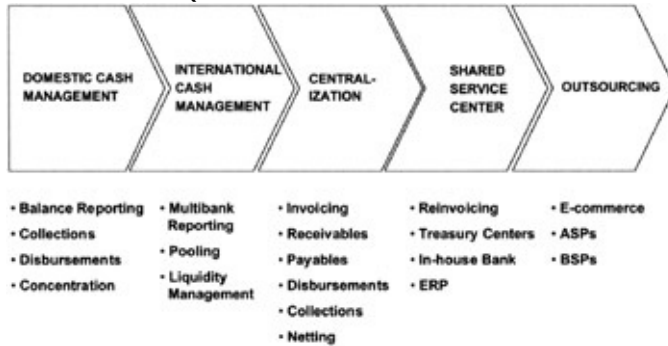 DOMESTIC CASH
MANAGEMENT
INTERNATIONAL
CASH
MANAGEMENT
CENTRAL-
IZATION
SHARED
SERVICE
CENTER
OUTSOURCING
• Balance Reporting
• Collections
• Disbursements
• Concentration
• Multibank
Reporting
• Pooling
• Liquidity
Management
• Invoicing
• Receivables
• Payables
• Disbursements
• Collections
• Netting
• Reinvoicing
• Treasury Centers
• In-house Bank
• ERP
• E-commerce
• ASPs
• BSPs